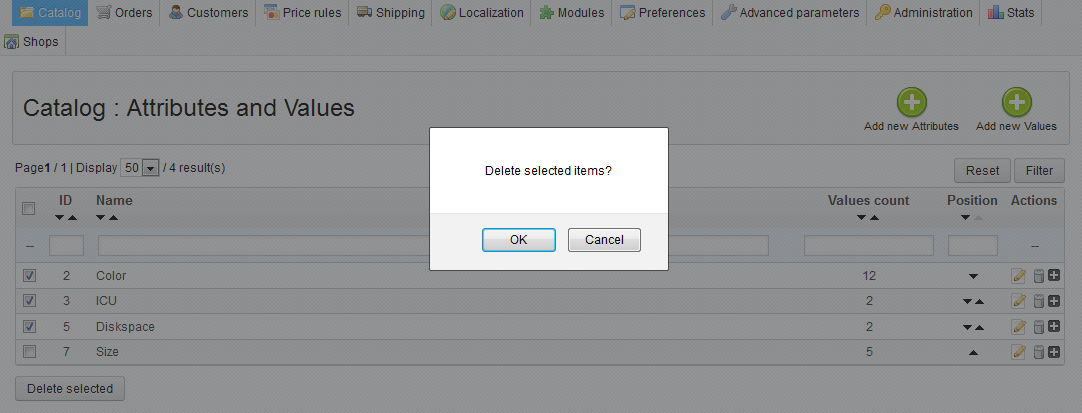 Catalog Orders Customers Price rules Shipping Localization Modules Preferences Advanced parameters Administration Stats
Shops
Catalog : Attributes and Values
Add new Attributes Add new Values
Page1 / 1 | Display 50 / 4 result(s)
Reset Filter
ID Name Values count Position Actions
-- --
2 Color 12
3 ICU 2
5 Diskspace 2
7 Size 5
Delete selected
Delete selected items?
OK Cancel